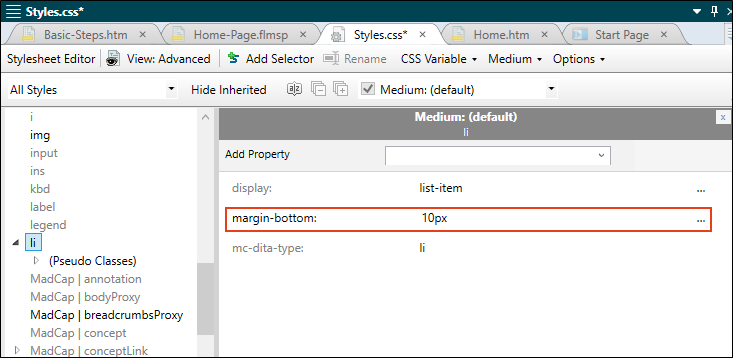 Styles.css*
Basic-Steps.htm × Home-Page.flmsp × Styles.css* × Home.htm × Start Page
Stylesheet Editor View: Advanced Add Selector Rename CSS Variable Medium Options
All Styles Hide Inherited Medium: (default)
i
img
input
ins
kbd
label
legend
li
(Pseudo Classes)
MadCap | annotation
MadCap | bodyProxy
MadCap | breadcrumbsProxy
MadCap | concept
MadCap | conceptLink
Medium: (default) x
li
Add Property
display: list-item ...
margin-bottom: 10px ...
mc-dita-type: li